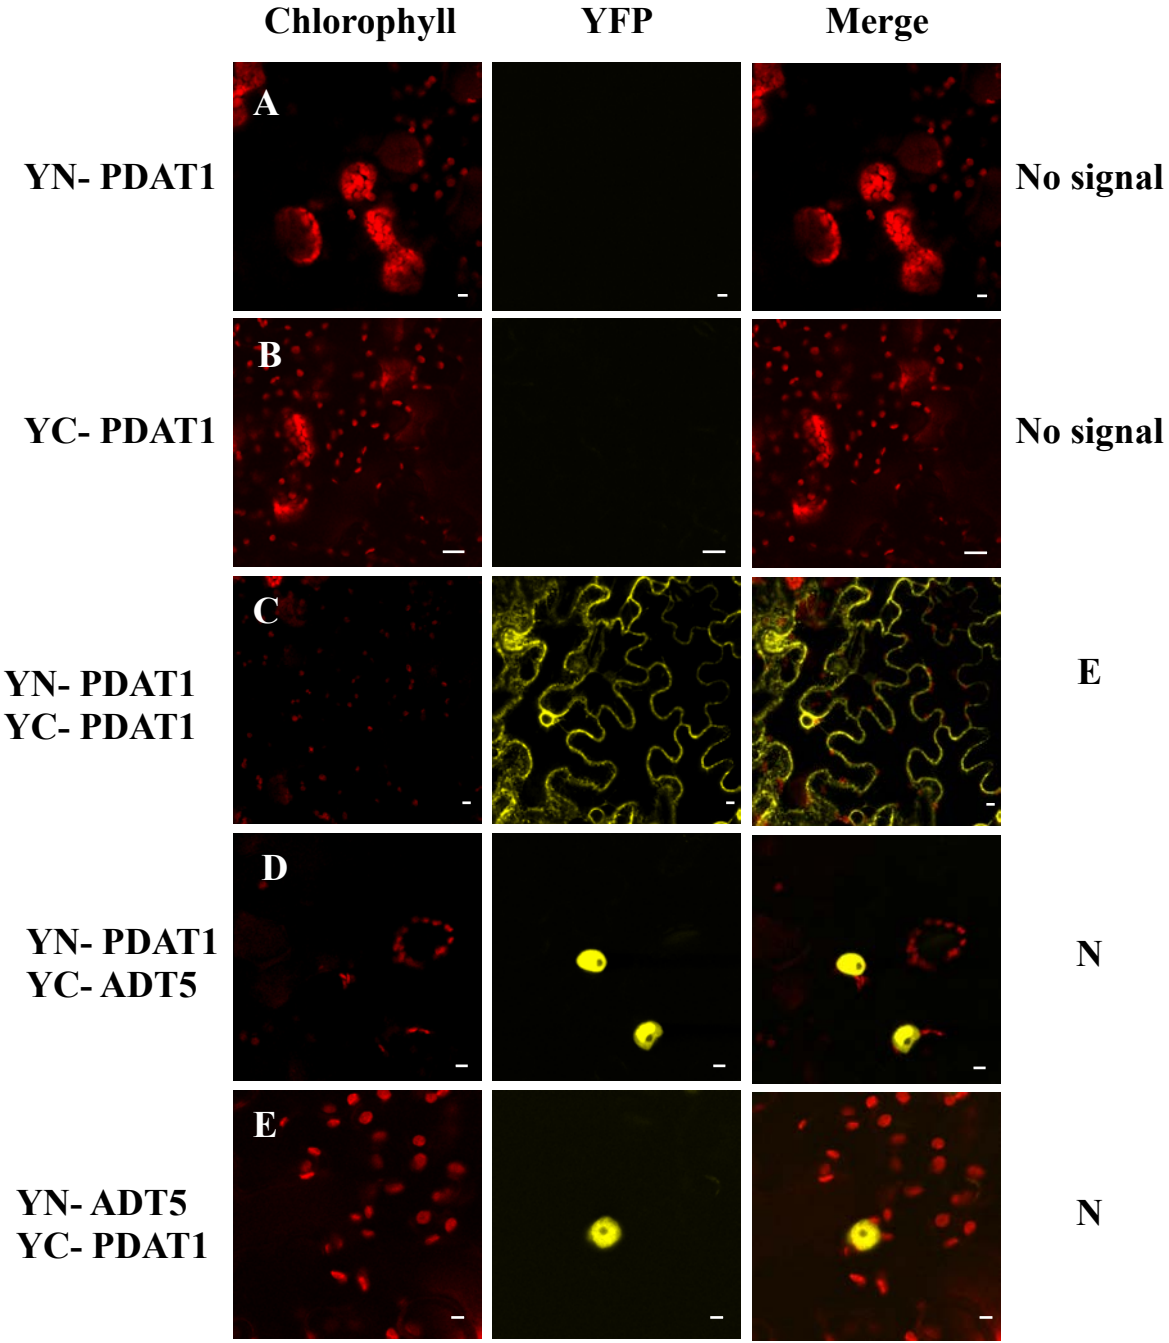 Chlorophyll YFP Merge
A
YN- PDAT1
No signal
B
YC- PDAT1
No signal
C
YN- PDAT1
YC- PDAT1
E
D
YN- PDAT1
YC- ADT5
N
E
YN- ADT5
YC- PDAT1
N